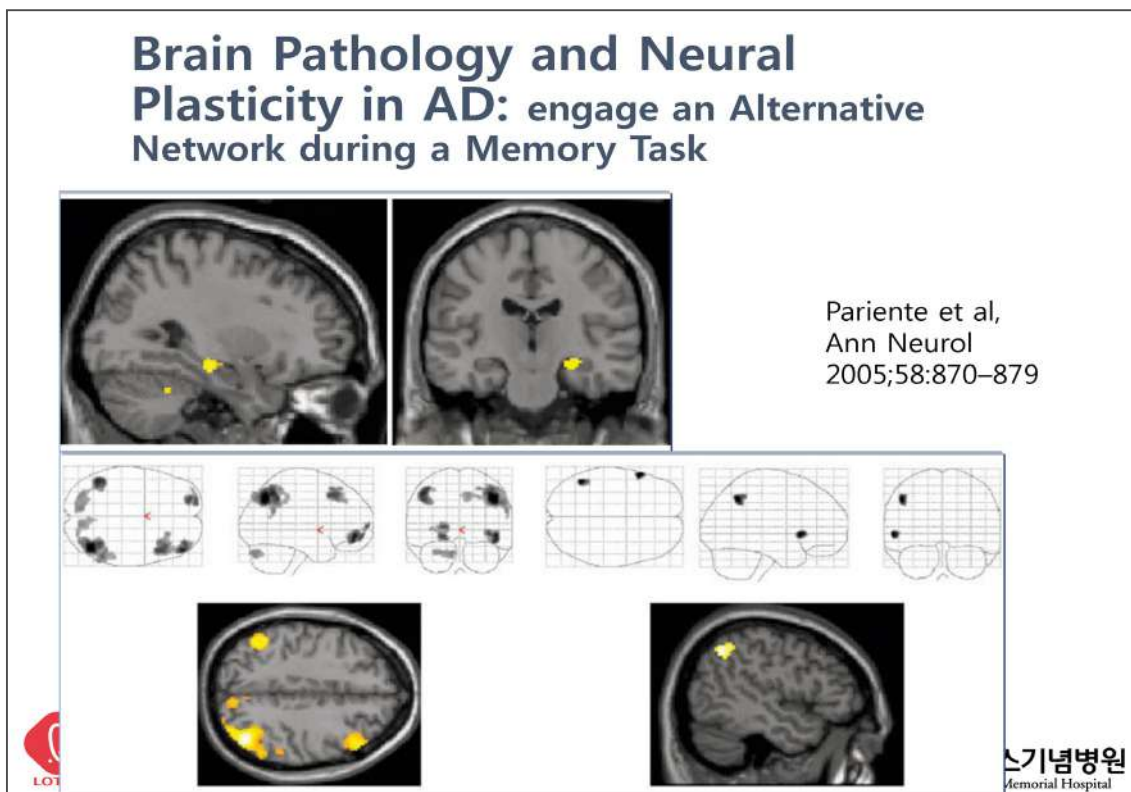 Brain Pathology and Neural
Plasticity in AD: engage an Alternative
Network during a Memory Task
Pariente et al,
Ann Neurol
2005;58:870–879
LOT
스기념병원
Memorial Hospital